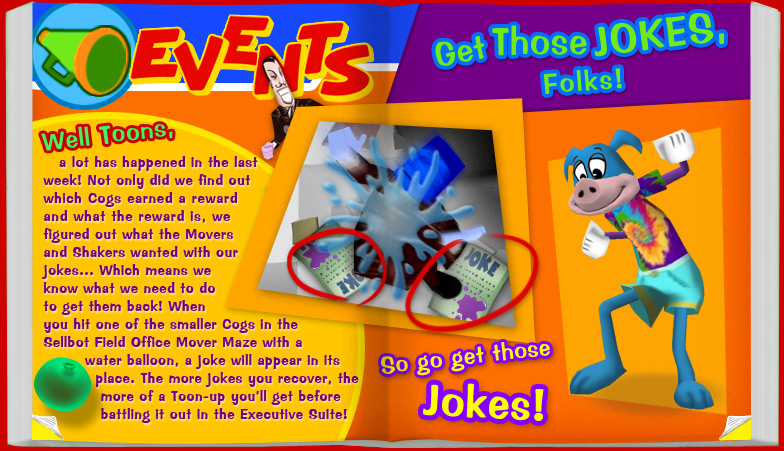 EVENTS
Well Toons,
a lot has happened in the last
week! Not only did we find out
which Cogs earned a reward
and what the reward is, we
figured out what the Movers
and Shakers wanted with our
Jokes... Which means we
know what we need to do
to get them back! When
you hit one of the smaller Cogs in the
Sellbot Field Office Mover Maze with a
water balloon, a Joke will appear in its
place. The more Jokes you recover, the
more of a Toon-up you'll get before
battling it out in the Executive Suite!
Get Those JOKES,
Folks!
JOKE
JOKE
So go get those
Jokes!